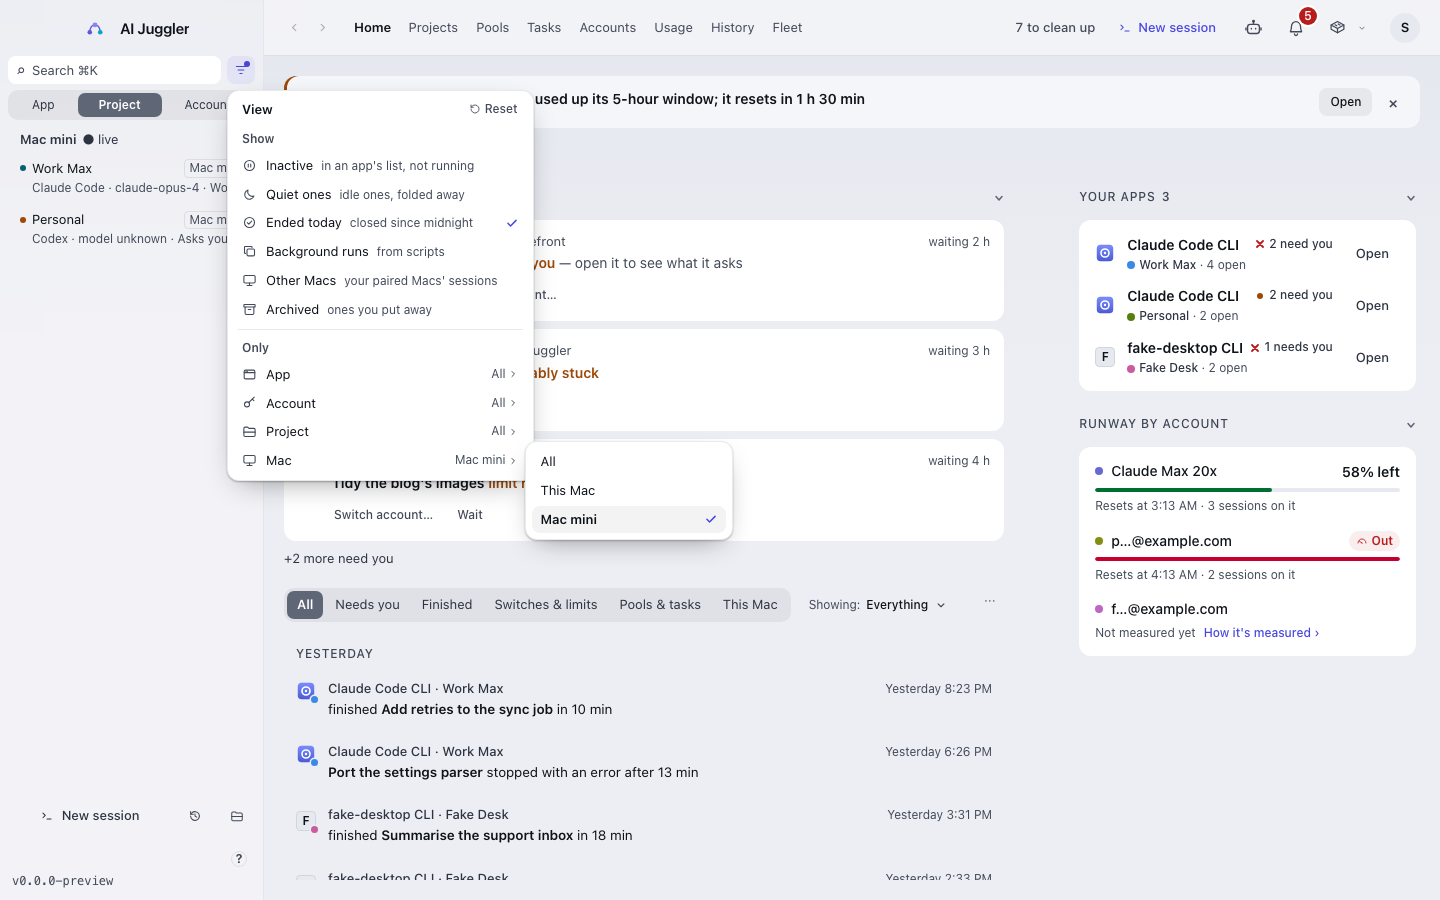 AI Juggler
Home Projects Pools Tasks Accounts Usage History Fleet
7 to clean up
New session
5
S
Search ⌘K
App Project
Mac mini live
Work Max
Claude Code · claude-opus-4 ·
Personal
Codex · model unknown · Asks you
New session
?
v0.0.0-preview
used up its 5-hour window; it resets in 1 h 30 min
Open
View
Reset
Show
Inactive in an app's list, not running
Quiet ones idle ones, folded away
Ended today closed since midnight
Background runs from scripts
Other Macs your paired Macs' sessions
Archived ones you put away
Only
App All ›
Account All ›
Project All ›
Mac Mac mini ›
All
This Mac
Mac mini
waiting 2 h
you — open it to see what it asks
waiting 3 h
stuck
waiting 4 h
Tidy the blog's images limit
Switch account... Wait
+2 more need you
All Needs you Finished Switches & limits Pools & tasks This Mac
Showing: Everything
...
YESTERDAY
Claude Code CLI · Work Max
Yesterday 8:23 PM
finished Add retries to the sync job in 10 min
Claude Code CLI · Work Max
Yesterday 6:26 PM
Port the settings parser stopped with an error after 13 min
F
fake-desktop CLI · Fake Desk
Yesterday 3:31 PM
finished Summarise the support inbox in 18 min
fake-desktop CLI · Fake Desk
Yesterday 2:33 PM
YOUR APPS 3
Claude Code CLI
2 need you
Work Max · 4 open
Open
Claude Code CLI
2 need you
Personal · 2 open
Open
F
fake-desktop CLI
1 needs you
Fake Desk · 2 open
Open
RUNWAY BY ACCOUNT
Claude Max 20x
58% left
Resets at 3:13 AM · 3 sessions on it
p...@example.com
Out
Resets at 4:13 AM · 2 sessions on it
f...@example.com
Not measured yet How it's measured ›